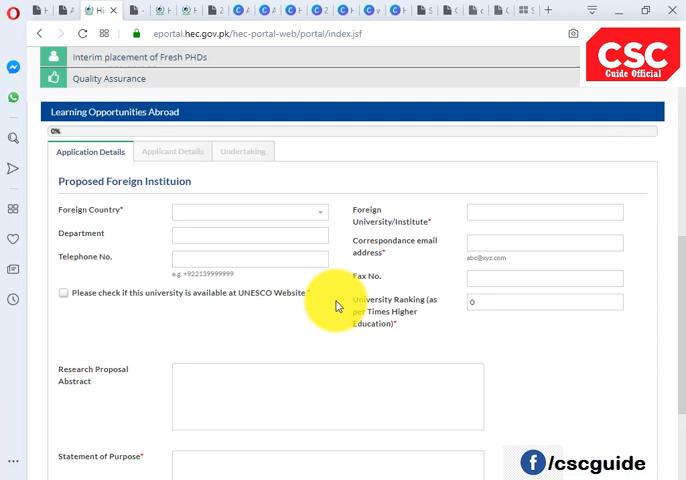 Hi
eportal.hec.gov.pk/hec-portal-web/portal/index.jsf
CSC
Guide Official
Interim placement of Fresh PHDs
Quality Assurance
Learning Opportunities Abroad
0%
Application Details
Applicant Details
Undertaking
Proposed Foreign Instituion
Foreign Country*
Foreign
University/Institute*
Department
Correspondance email
address*
abc@xyz.com
Telephone No.
e.g. +922139999999
Fax No.
Please check if this university is available at UNESCO Website *
University Ranking (as
per Times Higher
Education)*
0
Research Proposal
Abstract
Statement of Purpose*
/cscguide